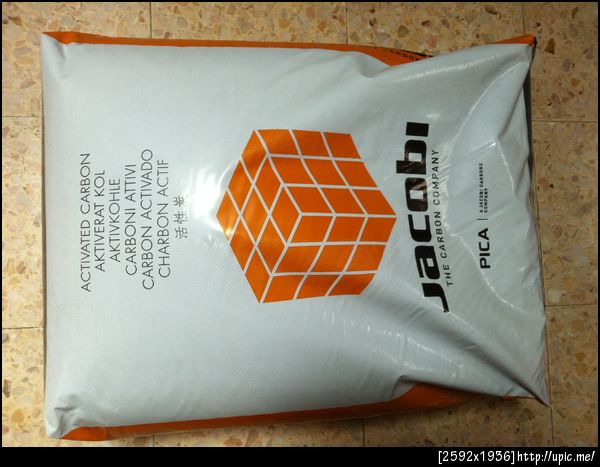 ACTIVATED CARBON
AKTIVERAT KOL
AKTIVKOHLE
CARBONI ATTIVI
CARBON ACTIVADO
CHARBON ACTIF
活性炭
Jacobi
THE CARBON COMPANY
PICA
A JACOBI CARBONS
COMPANY
[2592x1936]http://upic.me/